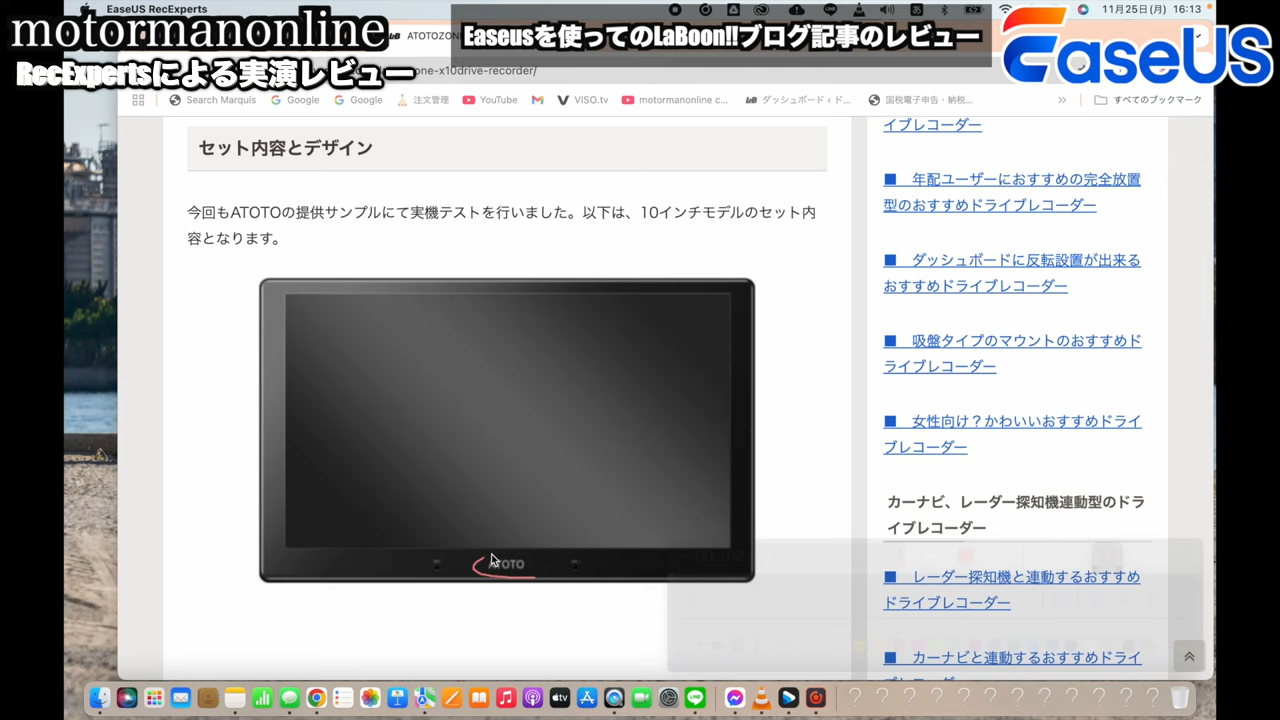 EaseUS RecExperts
11月25日(月) 16:13
motormanonline
RecExpertsによる実演レビュー
Easeusを使ってのLaBoon!!ブログ記事のレビュー
EaseUS
ATOTOZON
one-x10drive-recorder/
Search Marquis
Google
Google
注文管理
YouTube
VISO.tv
motormanonline c...
ダッシュボード ‹ ド...
国税電子申告・納税...
»
すべてのブックマーク
セット内容とデザイン
今回もATOTOの提供サンプルにて実機テストを行いました。以下は、10インチモデルのセット内
容となります。
ATOTO
イブレコーダー
■ 年配ユーザーにおすすめの完全放置
型のおすすめドライブレコーダー
■ ダッシュボードに反転設置が出来る
おすすめドライブレコーダー
■ 吸盤タイプのマウントのおすすめド
ライブレコーダー
■ 女性向け？かわいいおすすめドライ
ブレコーダー
カーナビ、レーダー探知機連動型のドラ
イブレコーダー
■ レーダー探知機と連動するおすすめ
ドライブレコーダー
■ カーナビと連動するおすすめドライ